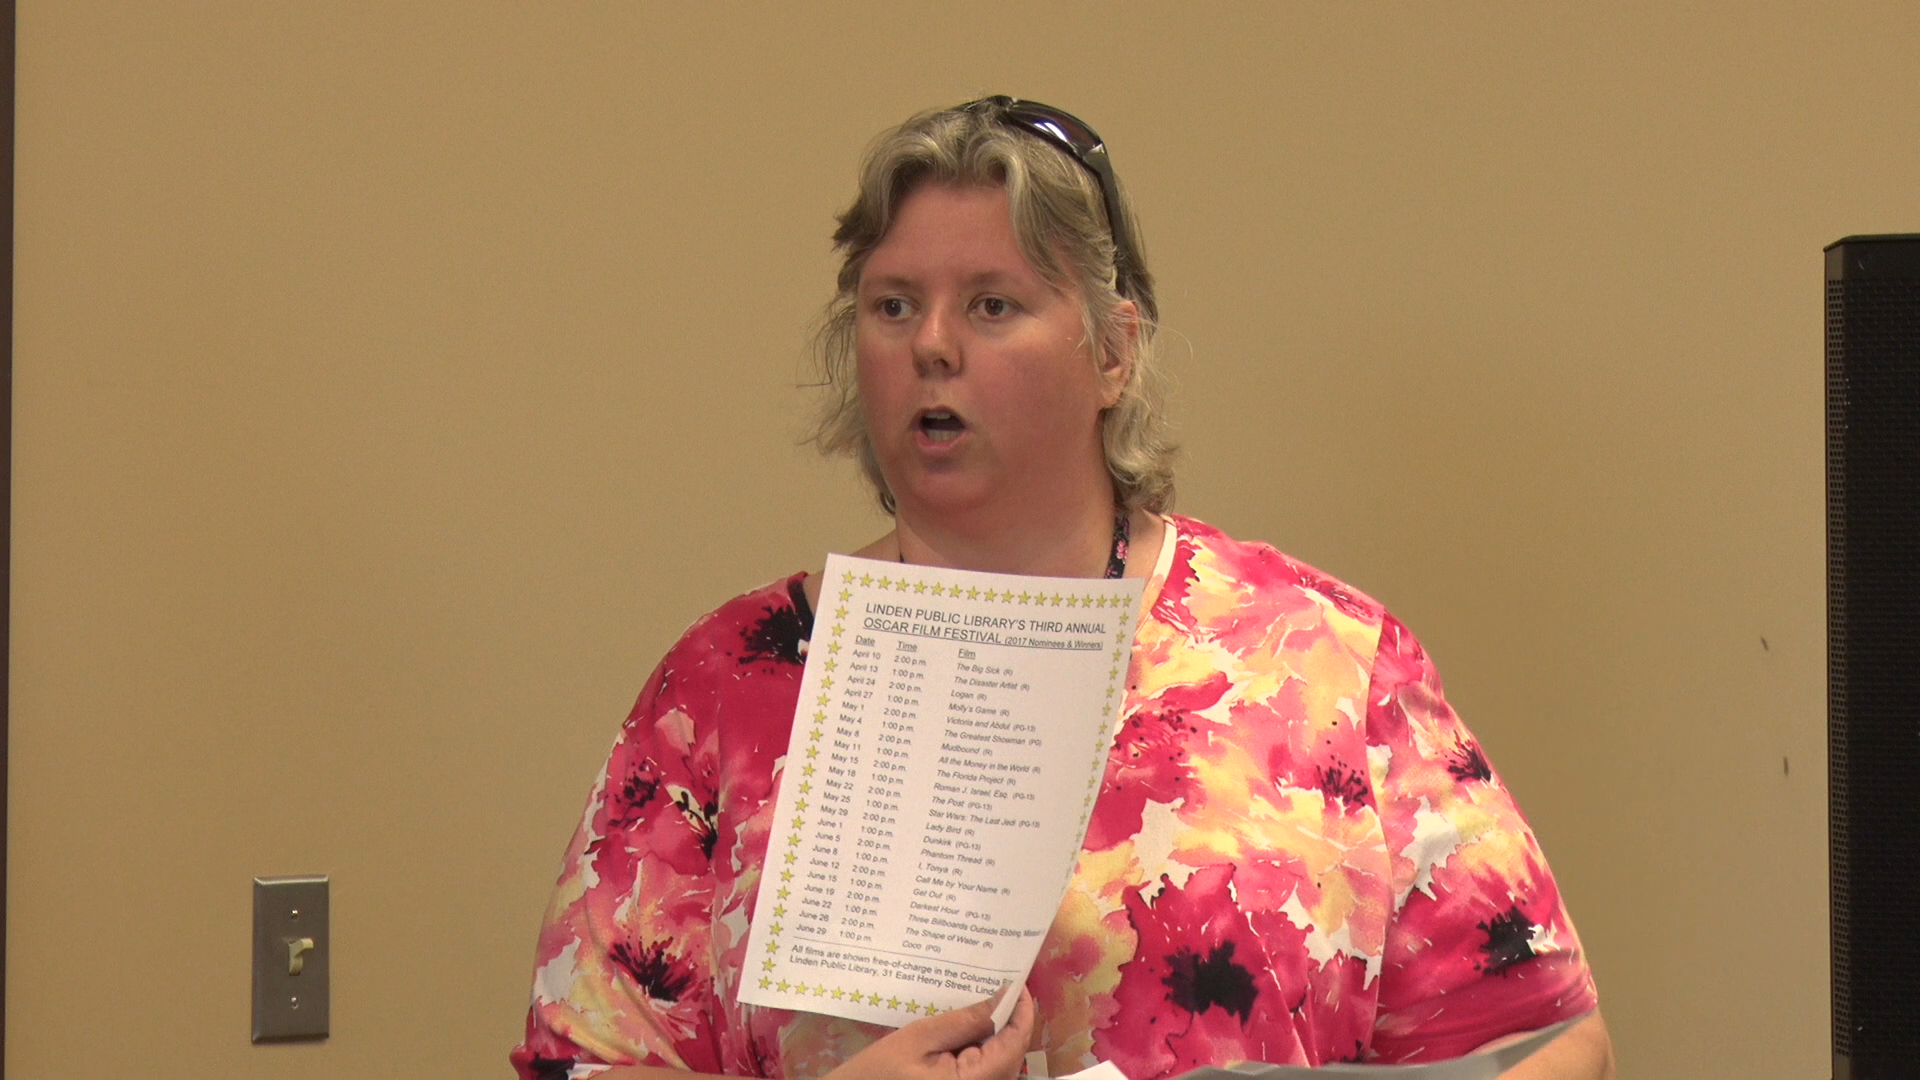 LINDEN PUBLIC LIBRARY'S THIRD ANNUAL
OSCAR FILM FESTIVAL (2017 Nominees & Winners)
Date Time Film
April 10 2:00 p.m. The Big Sick (R)
April 13 1:00 p.m. The Disaster Artist (R)
April 24 2:00 p.m. Logan (R)
April 27 1:00 p.m. Molly's Game (R)
May 1 2:00 p.m. Victoria and Abdul (PG-13)
May 4 1:00 p.m. The Greatest Showman (PG)
May 8 2:00 p.m. Mudbound (R)
May 11 1:00 p.m. All the Money in the World (R)
May 15 2:00 p.m. The Florida Project (R)
May 18 1:00 p.m. Roman J. Israel, Esq. (PG-13)
May 22 2:00 p.m. The Post (PG-13)
May 25 1:00 p.m. Star Wars: The Last Jedi (PG-13)
May 29 2:00 p.m. Lady Bird (R)
June 1 1:00 p.m. Dunkirk (PG-13)
June 5 2:00 p.m. Phantom Thread (R)
June 8 1:00 p.m. I, Tonya (R)
June 12 2:00 p.m. Call Me by Your Name (R)
June 15 1:00 p.m. Get Out (R)
June 19 2:00 p.m. Darkest Hour (PG-13)
June 22 1:00 p.m. Three Billboards Outside Ebbing,
June 26 2:00 p.m. The Shape of Water (R)
June 29 1:00 p.m. Coco (PG)
All films are shown free-of-charge in the Columbia
Linden Public Library, 31 East Henry Street,